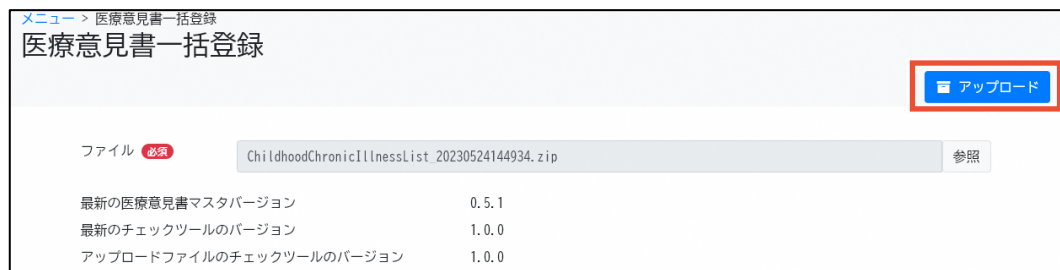 メニュー > 医療意見書一括登録
医療意見書一括登録
アップロード
ファイル 必須 ChildhoodChronicIllnessList_20230524144934.zip 参照
最新の医療意見書マスタバージョン 0.5.1
最新のチェックツールのバージョン 1.0.0
アップロードファイルのチェックツールのバージョン 1.0.0